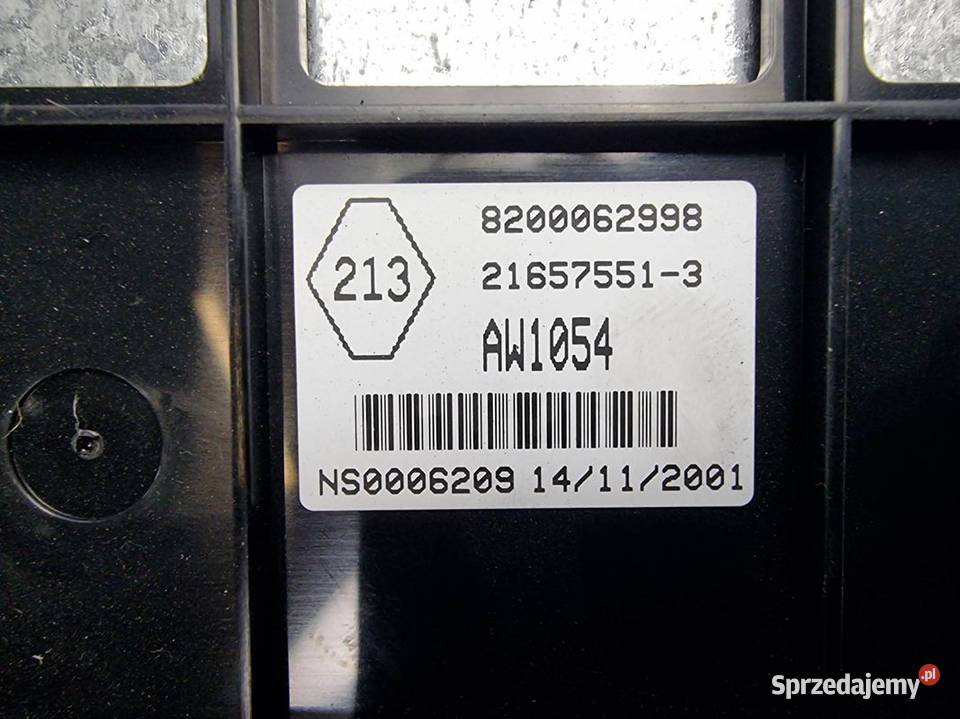 213
8200062998
21657551-3
AW1054
NS0006209 14/11/2001
Sprzedajemy.pl